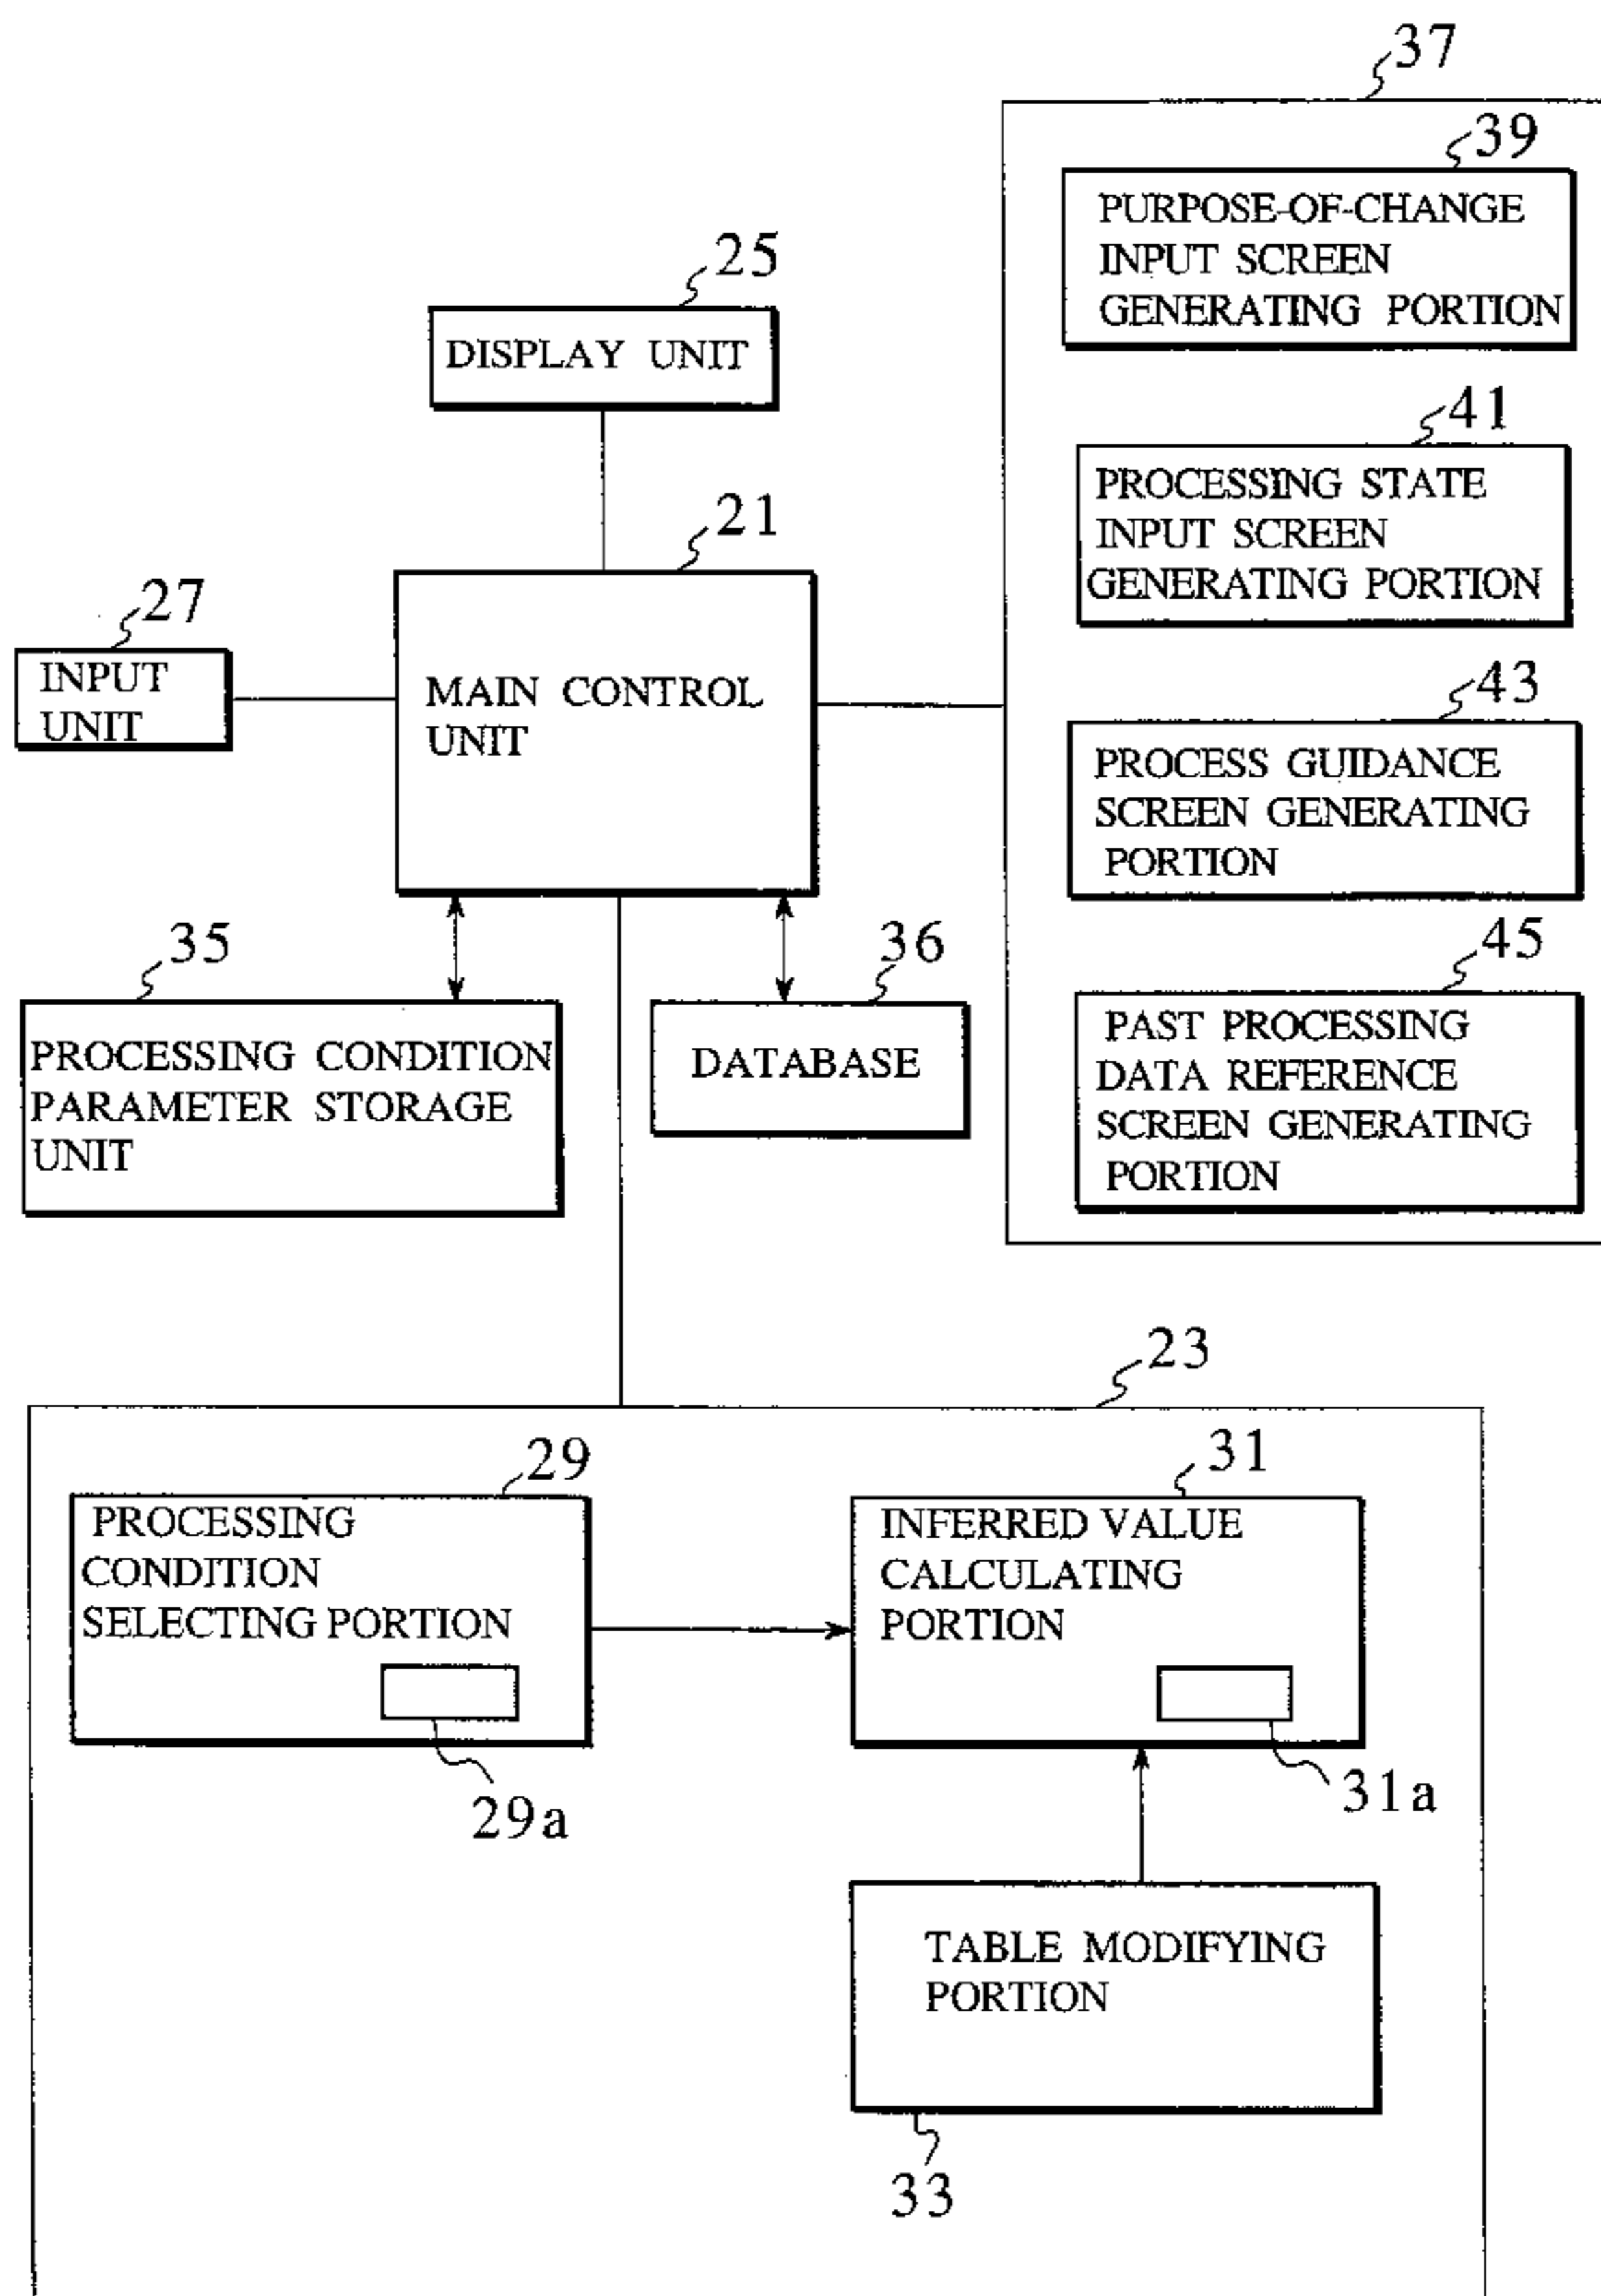 37
39
PURPOSE-OF-CHANGE
INPUT SCREEN
GENERATING PORTION
25
DISPLAY UNIT
41
PROCESSING STATE
INPUT SCREEN
GENERATING PORTION
21
MAIN CONTROL
UNIT
27
INPUT
UNIT
43
PROCESS GUIDANCE
SCREEN GENERATING
PORTION
35
PROCESSING CONDITION
PARAMETER STORAGE
UNIT
36
DATABASE
45
PAST PROCESSING
DATA REFERENCE
SCREEN GENERATING
PORTION
23
29
PROCESSING
CONDITION
SELECTING PORTION
29a
31
INFERRED VALUE
CALCULATING
PORTION
31a
TABLE MODIFYING
PORTION
33